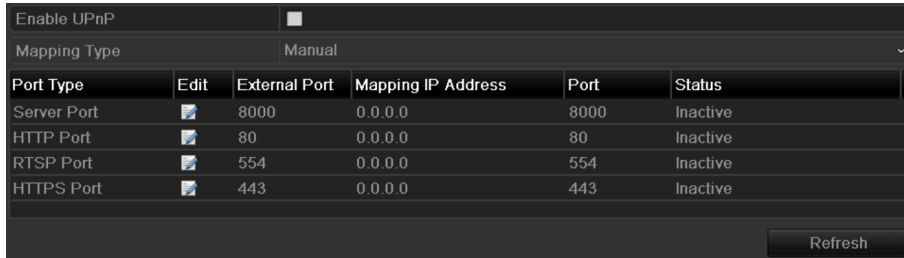 Enable UPnP
Mapping Type Manual
Port Type Edit External Port Mapping IP Address Port Status
Server Port 8000 0.0.0.0 8000 Inactive
HTTP Port 80 0.0.0.0 80 Inactive
RTSP Port 554 0.0.0.0 554 Inactive
HTTPS Port 443 0.0.0.0 443 Inactive
Refresh